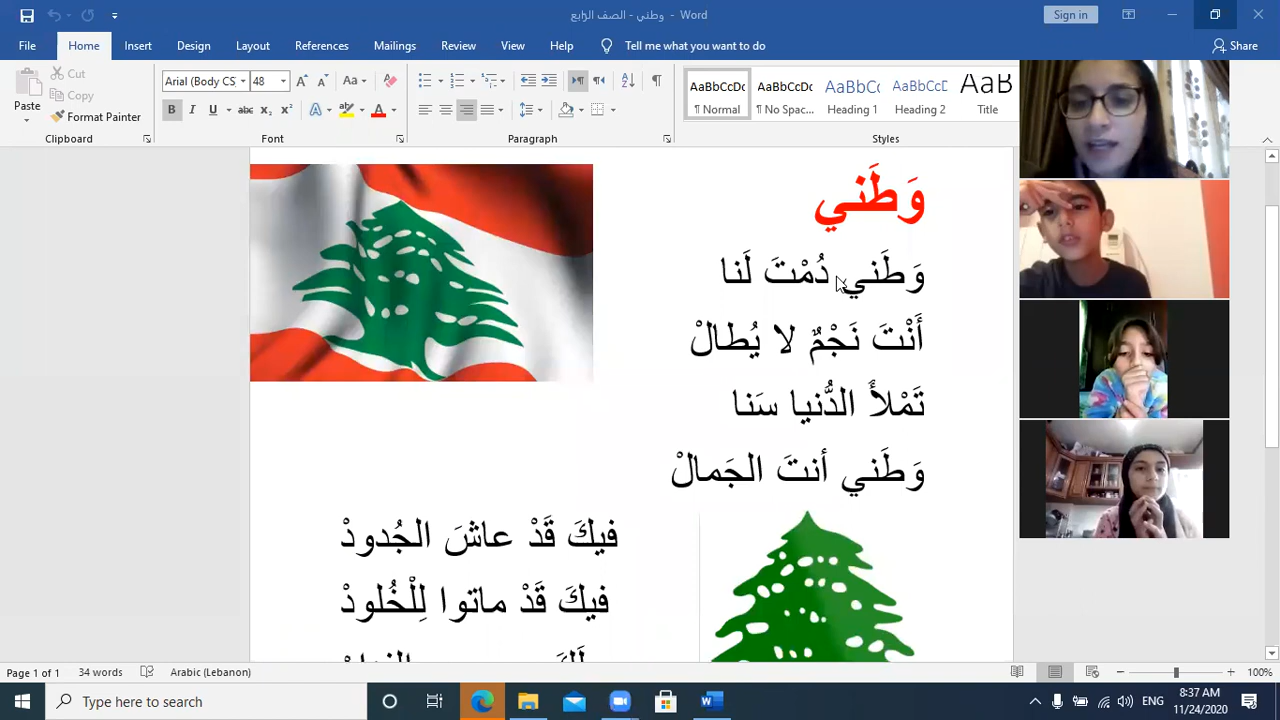 وطني - الصف الرابع - Word
Sign in
File Home Insert Design Layout References Mailings Review View Help Tell me what you want to do Share
Paste
Cut
Copy
Format Painter
Clipboard
Arial (Body CS) 48
Font
Paragraph
AaBbCcDc AaBbCcDc AaBbCc AaBbCcD AaB
¶ Normal ¶ No Spac... Heading 1 Heading 2 Title
Styles
وَطَني
وَطَني دُمْتَ لَنا
أَنْتَ نَجْمٌ لا يُطالْ
تَمْلأَ الدُّنيا سَنا
وَطَني أنتَ الجَمالْ
فيكَ قَدْ عاشَ الجُدودْ
فيكَ قَدْ ماتوا لِلْخُلودْ
Page 1 of 1 34 words Arabic (Lebanon) 100%
Type here to search
ENG
8:37 AM
11/24/2020